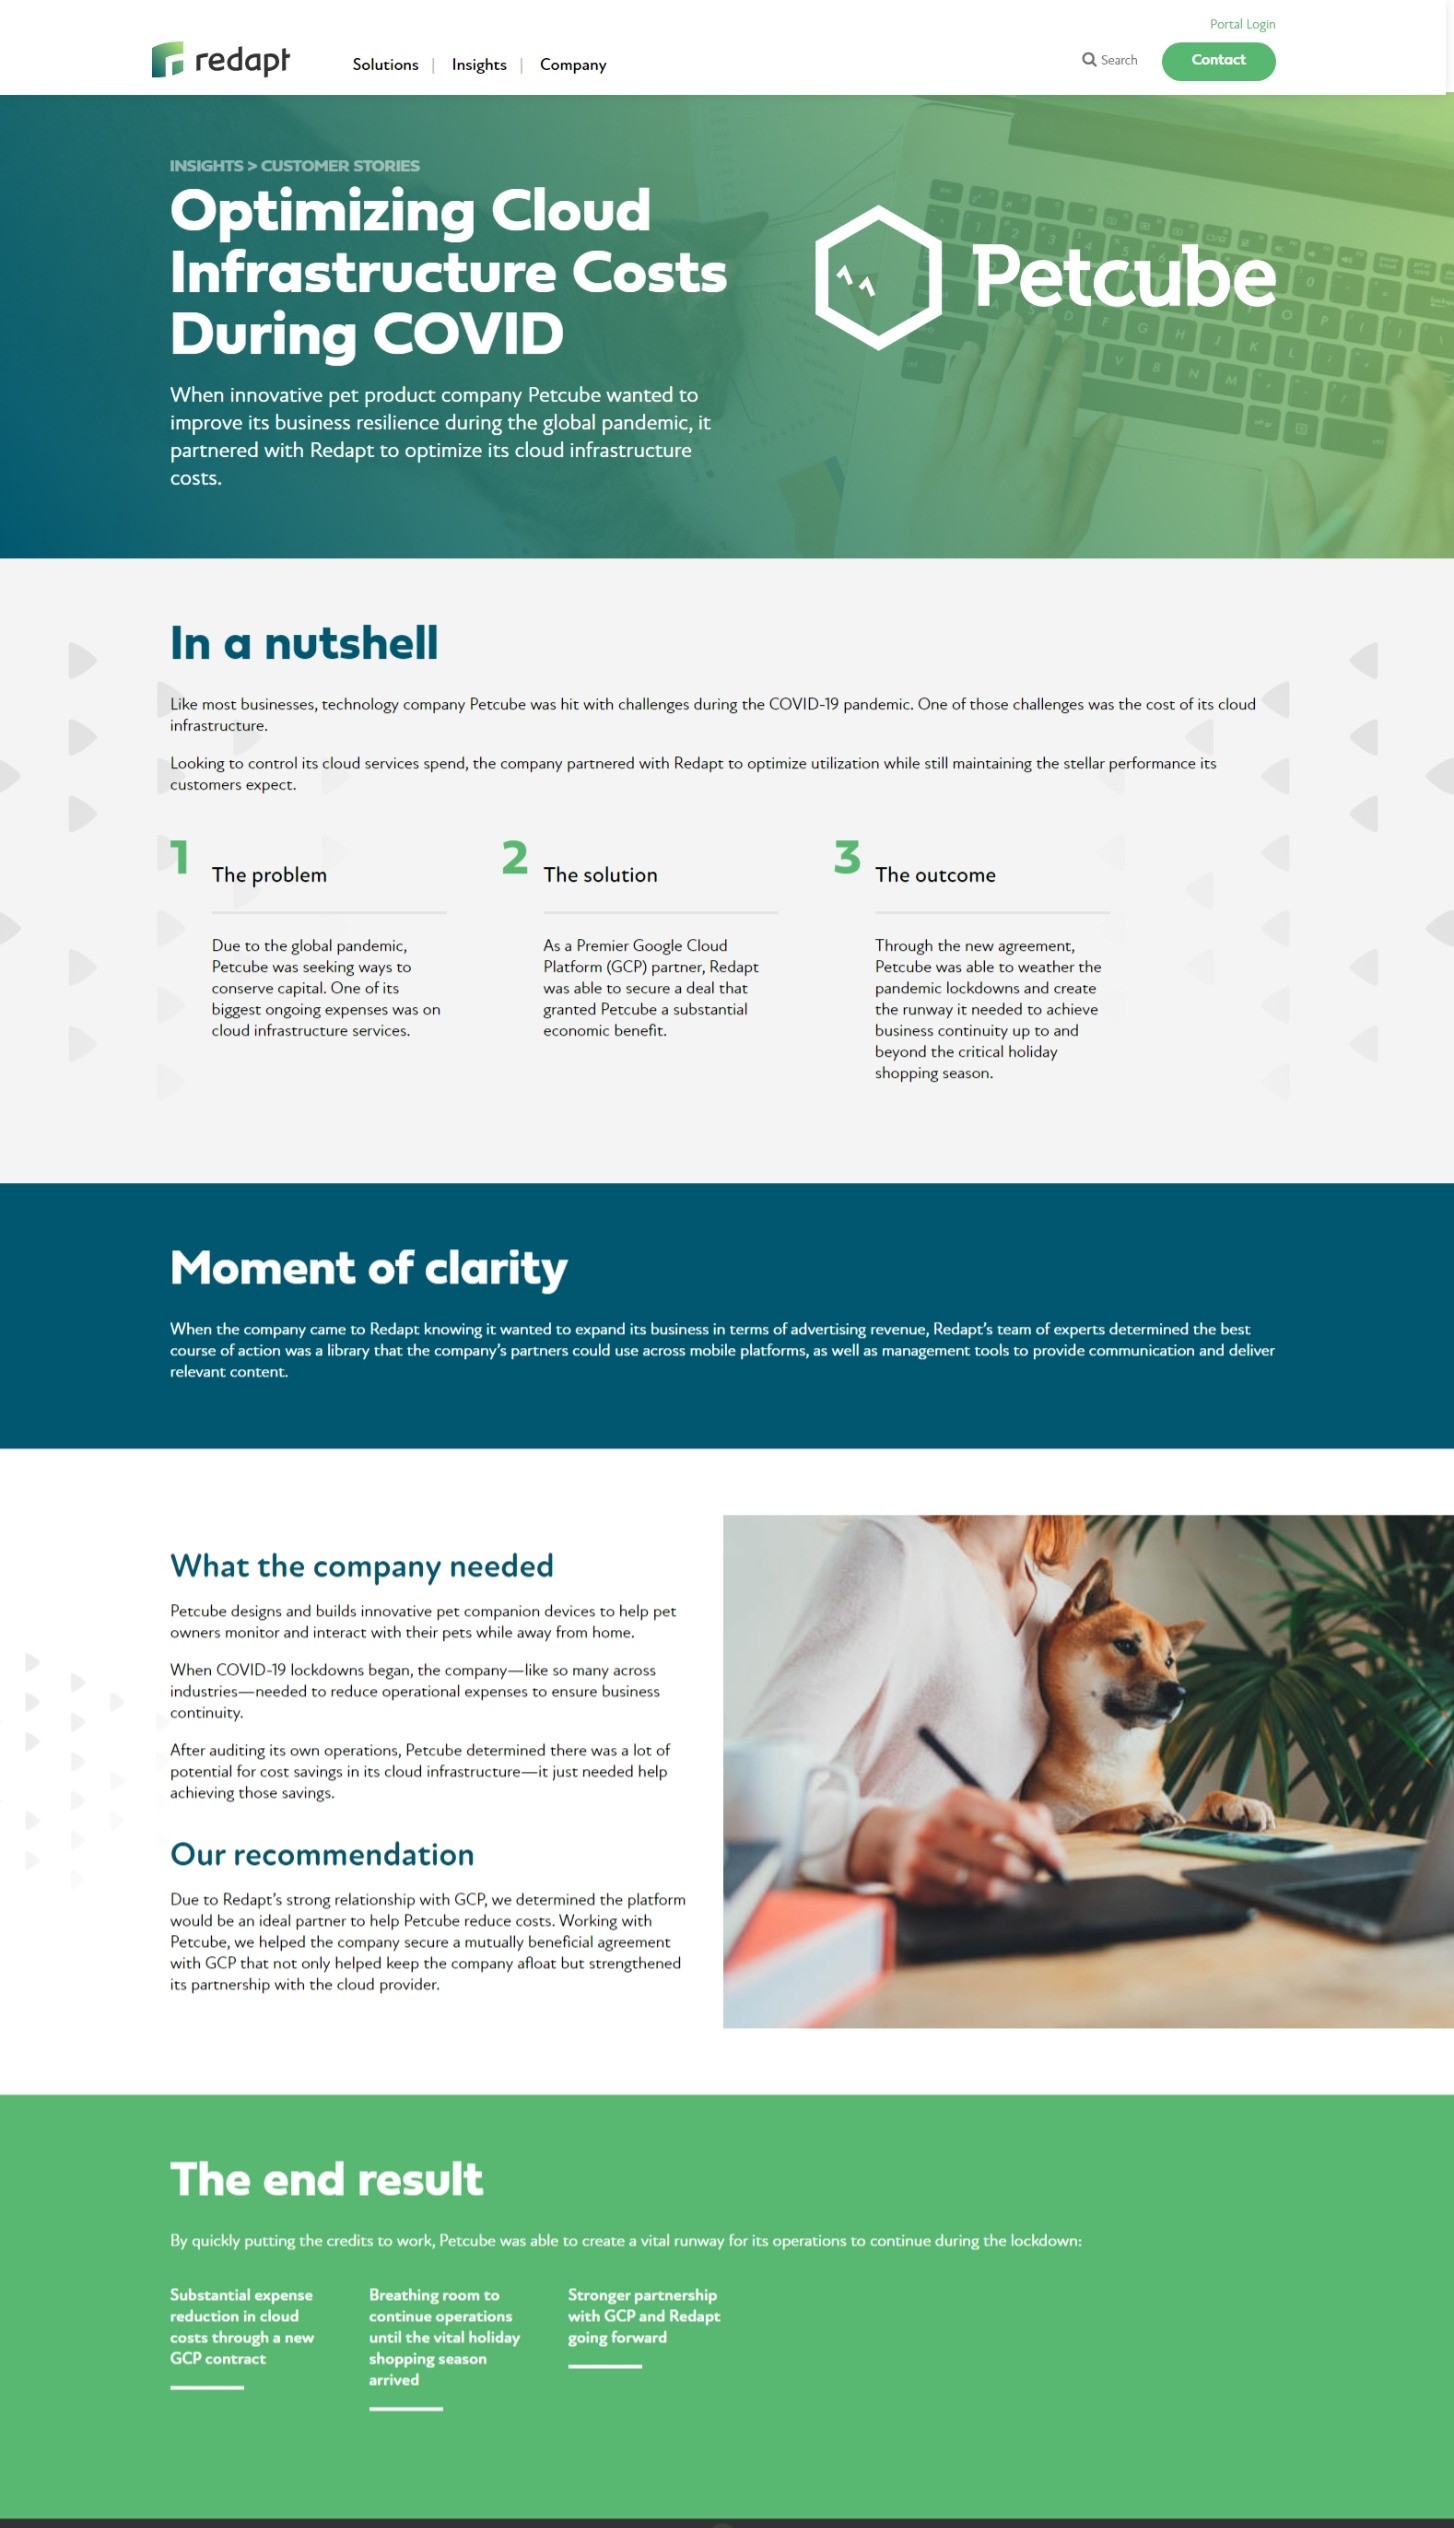 Portal Login
redapt
Solutions | Insights | Company
Search
Contact
INSIGHTS > CUSTOMER STORIES
Optimizing Cloud
Infrastructure Costs
During COVID
When innovative pet product company Petcube wanted to
improve its business resilience during the global pandemic, it
partnered with Redapt to optimize its cloud infrastructure
costs.
Petcube
In a nutshell
Like most businesses, technology company Petcube was hit with challenges during the COVID-19 pandemic. One of those challenges was the cost of its cloud
infrastructure.
Looking to control its cloud services spend, the company partnered with Redapt to optimize utilization while still maintaining the stellar performance its
customers expect.
1
The problem
Due to the global pandemic,
Petcube was seeking ways to
conserve capital. One of its
biggest ongoing expenses was on
cloud infrastructure services.
2
The solution
As a Premier Google Cloud
Platform (GCP) partner, Redapt
was able to secure a deal that
granted Petcube a substantial
economic benefit.
3
The outcome
Through the new agreement,
Petcube was able to weather the
pandemic lockdowns and create
the runway it needed to achieve
business continuity up to and
beyond the critical holiday
shopping season.
Moment of clarity
When the company came to Redapt knowing it wanted to expand its business in terms of advertising revenue, Redapt's team of experts determined the best
course of action was a library that the company's partners could use across mobile platforms, as well as management tools to provide communication and deliver
relevant content.
What the company needed
Petcube designs and builds innovative pet companion devices to help pet
owners monitor and interact with their pets while away from home.
When COVID-19 lockdowns began, the company—like so many across
industries—needed to reduce operational expenses to ensure business
continuity.
After auditing its own operations, Petcube determined there was a lot of
potential for cost savings in its cloud infrastructure—it just needed help
achieving those savings.
Our recommendation
Due to Redapt's strong relationship with GCP, we determined the platform
would be an ideal partner to help Petcube reduce costs. Working with
Petcube, we helped the company secure a mutually beneficial agreement
with GCP that not only helped keep the company afloat but strengthened
its partnership with the cloud provider.
The end result
By quickly putting the credits to work, Petcube was able to create a vital runway for its operations to continue during the lockdown:
Substantial expense
reduction in cloud
costs through a new
GCP contract
Breathing room to
continue operations
until the vital holiday
shopping season
arrived
Stronger partnership
with GCP and Redapt
going forward